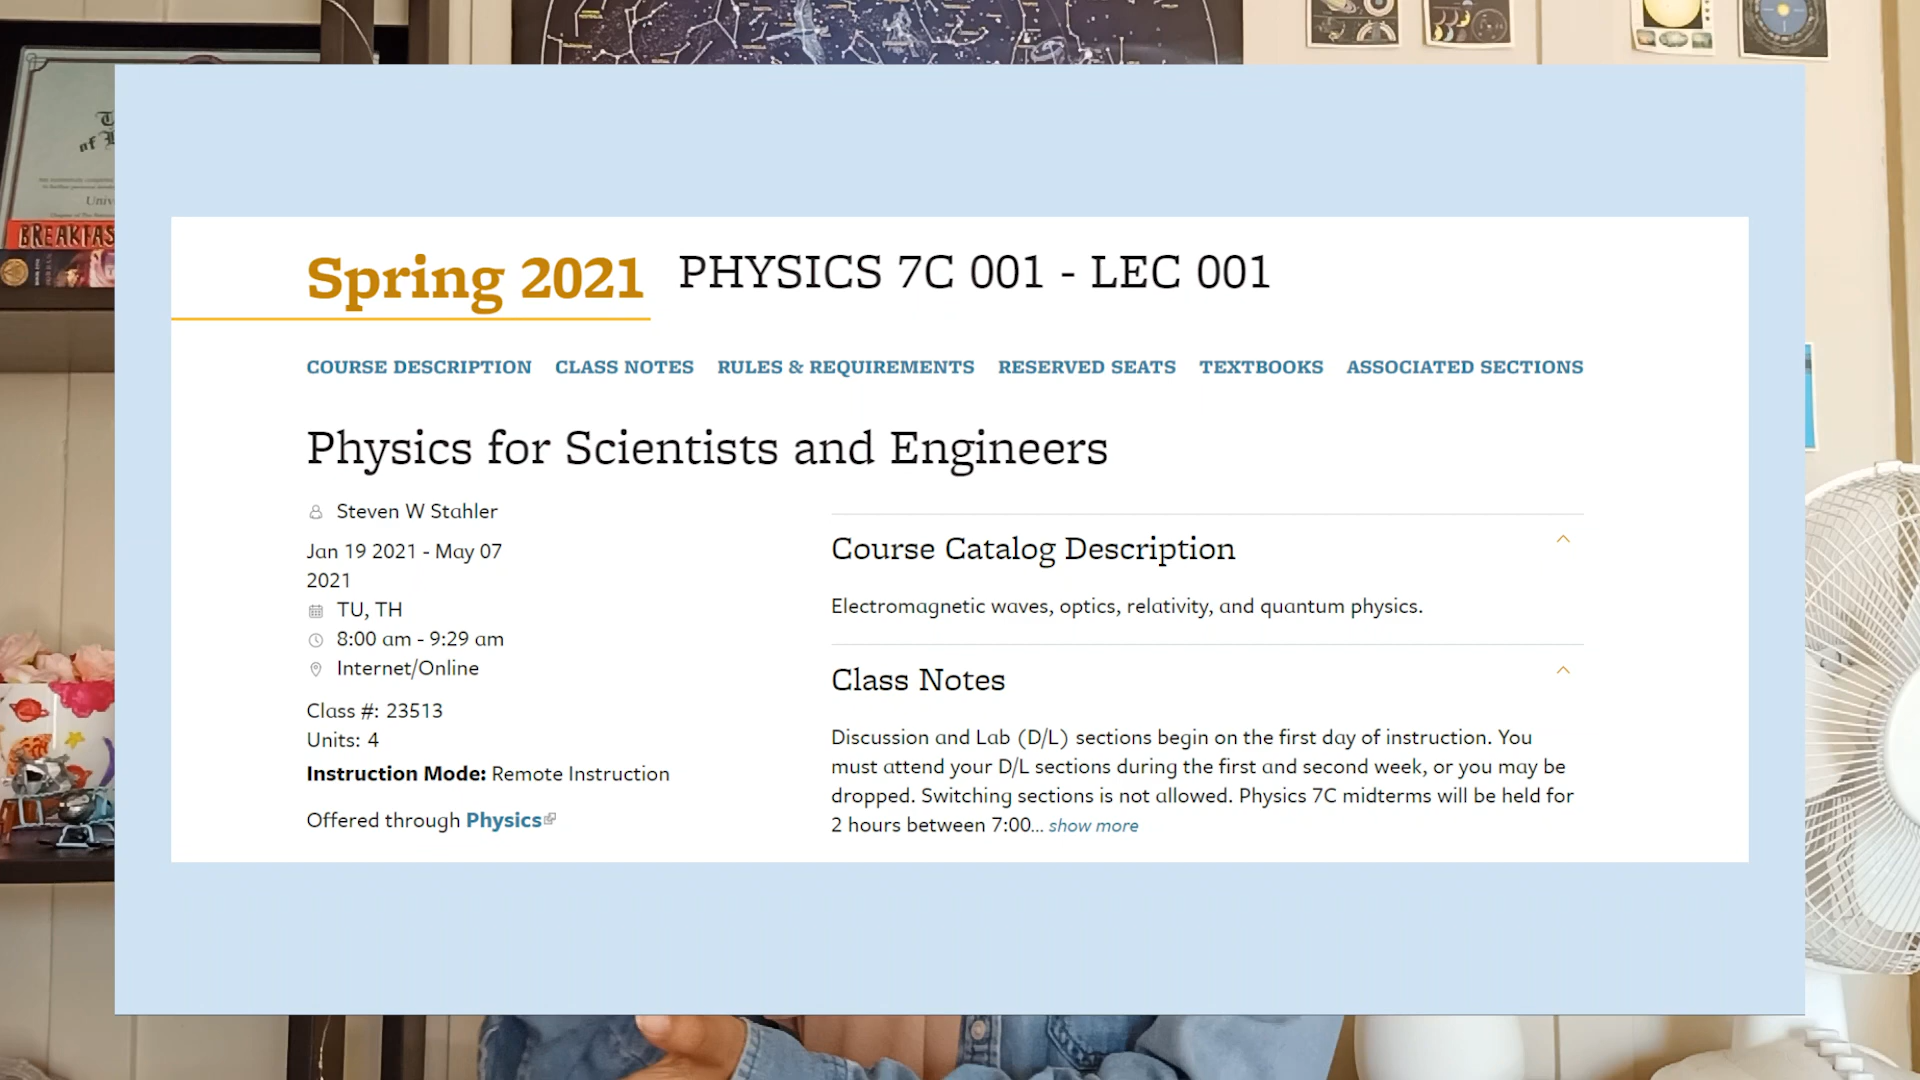 BREAKFAS
Univ
Spring 2021
PHYSICS 7C 001 - LEC 001
COURSE DESCRIPTION
CLASS NOTES
RULES & REQUIREMENTS
RESERVED SEATS
TEXTBOOKS
ASSOCIATED SECTIONS
Physics for Scientists and Engineers
Steven W Stahler
Jan 19 2021 - May 07
2021
TU, TH
8:00 am - 9:29 am
Internet/Online
Class #: 23513
Units: 4
Instruction Mode: Remote Instruction
Offered through Physics
Course Catalog Description
Electromagnetic waves, optics, relativity, and quantum physics.
Class Notes
Discussion and Lab (D/L) sections begin on the first day of instruction. You
must attend your D/L sections during the first and second week, or you may be
dropped. Switching sections is not allowed. Physics 7C midterms will be held for
2 hours between 7:00... show more